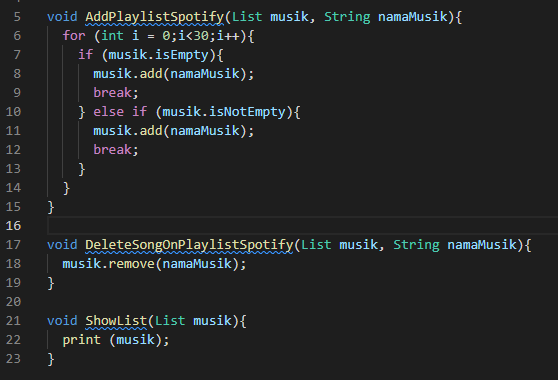 5 void AddPlaylistSpotify(List musik, String namaMusik){
6   for (int i = 0;i<30;i++){
7     if (musik.isEmpty){
8       musik.add(namaMusik);
9       break;
10     } else if (musik.isNotEmpty){
11       musik.add(namaMusik);
12       break;
13     }
14   }
15 }
16
17 void DeleteSongOnPlaylistSpotify(List musik, String namaMusik){
18   musik.remove(namaMusik);
19 }
20
21 void ShowList(List musik){
22   print (musik);
23 }